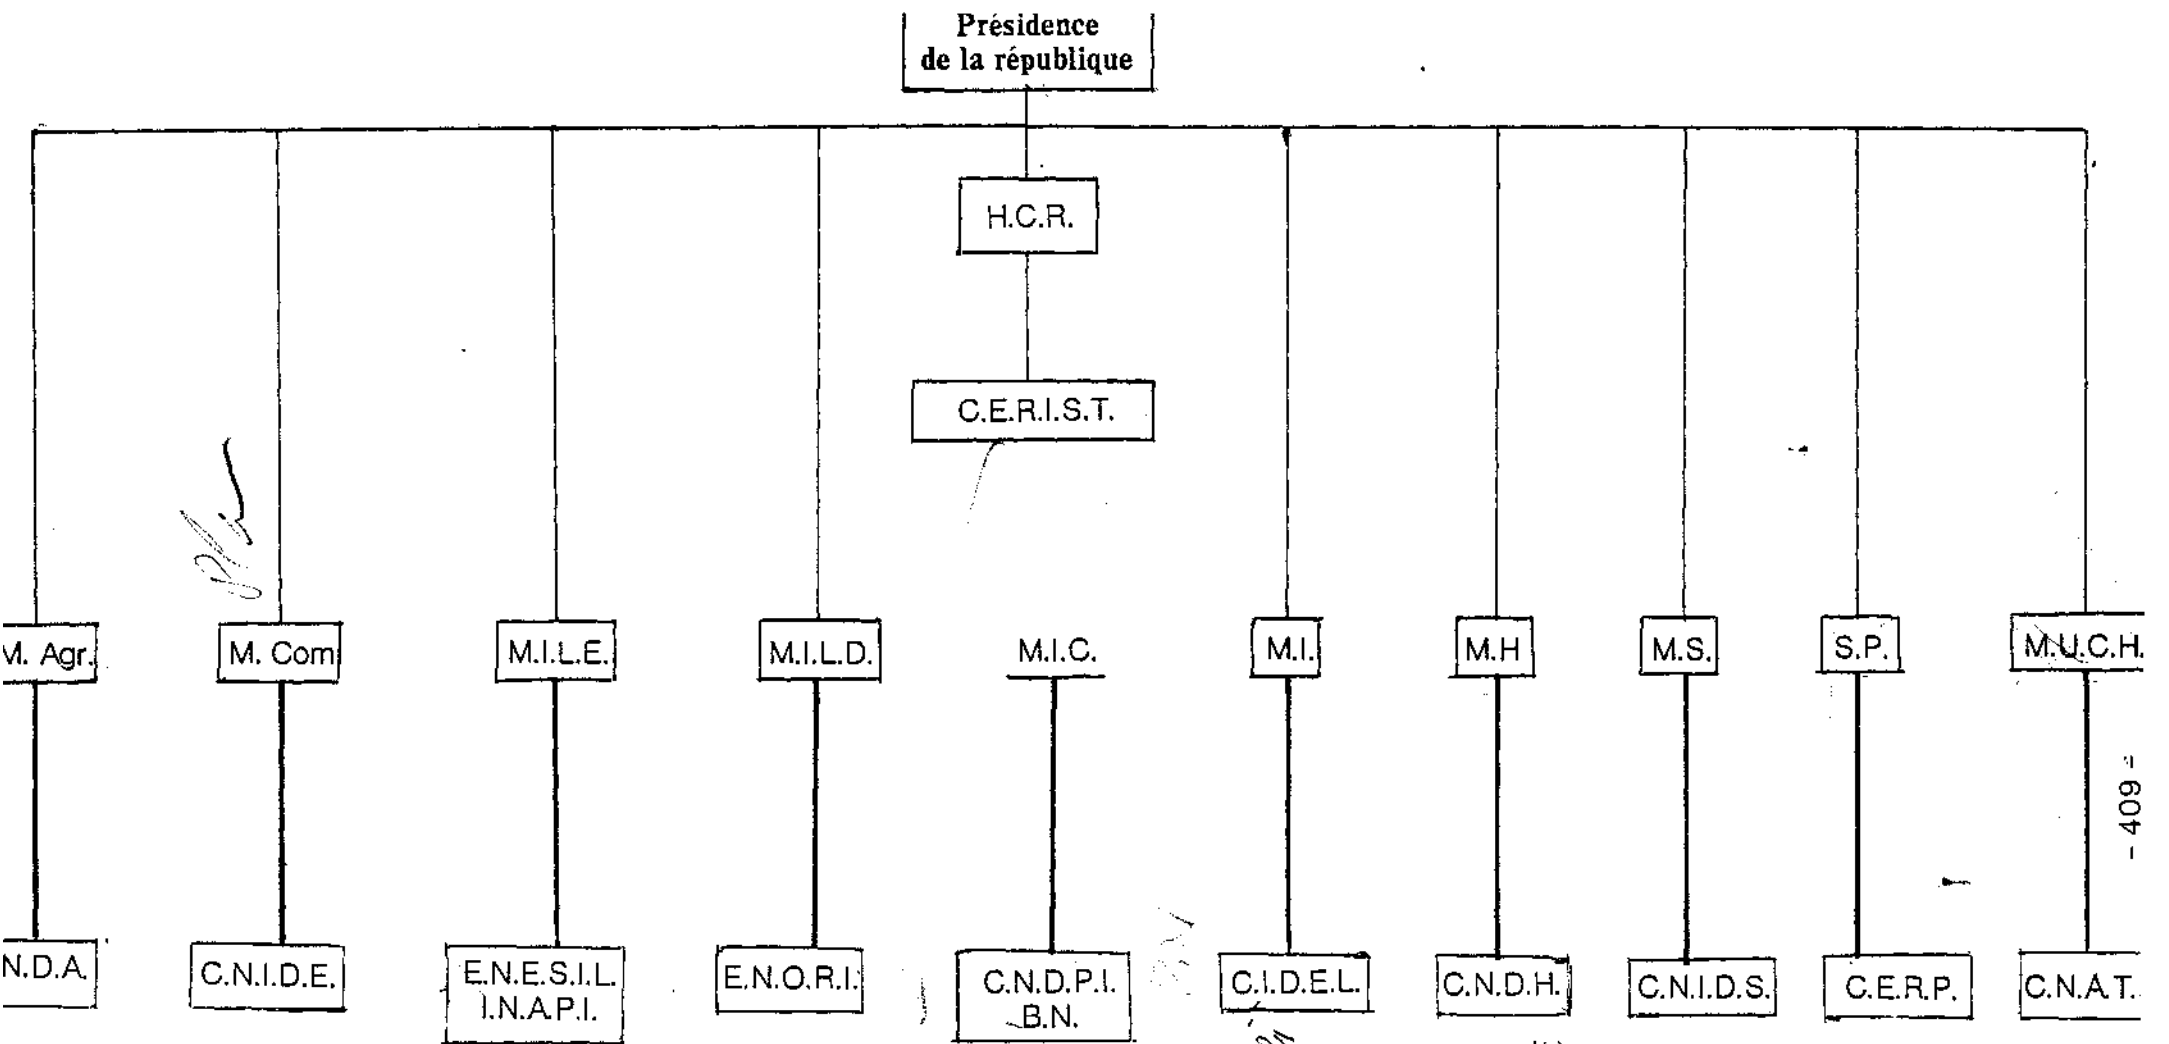 Présidence
de la république
H.C.R.
C.E.R.I.S.T.
M. Agr.
M. Com
M.I.L.E.
M.I.L.D.
M.I.C.
M.I.
M.H
M.S.
S.P.
M.U.C.H.
N.D.A.
C.N.I.D.E.
E.N.E.S.I.L.
I.N.A.P.I.
E.N.O.R.I.
C.N.D.P.I.
B.N.
C.I.D.E.L.
C.N.D.H.
C.N.I.D.S.
C.E.R.P.
C.N.A.T.
- 409 -